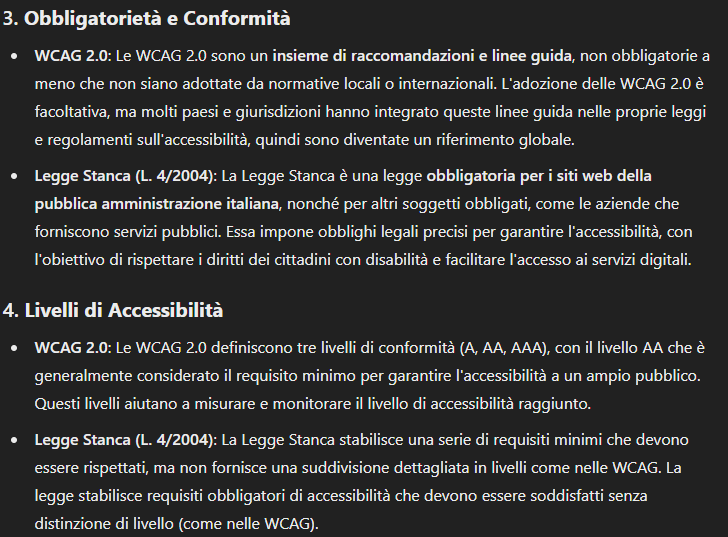 3. Obbligatorietà e Conformità
• WCAG 2.0: Le WCAG 2.0 sono un insieme di raccomandazioni e linee guida, non obbligatorie a
meno che non siano adottate da normative locali o internazionali. L'adozione delle WCAG 2.0 è
facoltativa, ma molti paesi e giurisdizioni hanno integrato queste linee guida nelle proprie leggi
e regolamenti sull'accessibilità, quindi sono diventate un riferimento globale.
• Legge Stanca (L. 4/2004): La Legge Stanca è una legge obbligatoria per i siti web della
pubblica amministrazione italiana, nonché per altri soggetti obbligati, come le aziende che
forniscono servizi pubblici. Essa impone obblighi legali precisi per garantire l'accessibilità, con
l'obiettivo di rispettare i diritti dei cittadini con disabilità e facilitare l'accesso ai servizi digitali.
4. Livelli di Accessibilità
• WCAG 2.0: Le WCAG 2.0 definiscono tre livelli di conformità (A, AA, AAA), con il livello AA che è
generalmente considerato il requisito minimo per garantire l'accessibilità a un ampio pubblico.
Questi livelli aiutano a misurare e monitorare il livello di accessibilità raggiunto.
• Legge Stanca (L. 4/2004): La Legge Stanca stabilisce una serie di requisiti minimi che devono
essere rispettati, ma non fornisce una suddivisione dettagliata in livelli come nelle WCAG. La
legge stabilisce requisiti obbligatori di accessibilità che devono essere soddisfatti senza
distinzione di livello (come nelle WCAG).